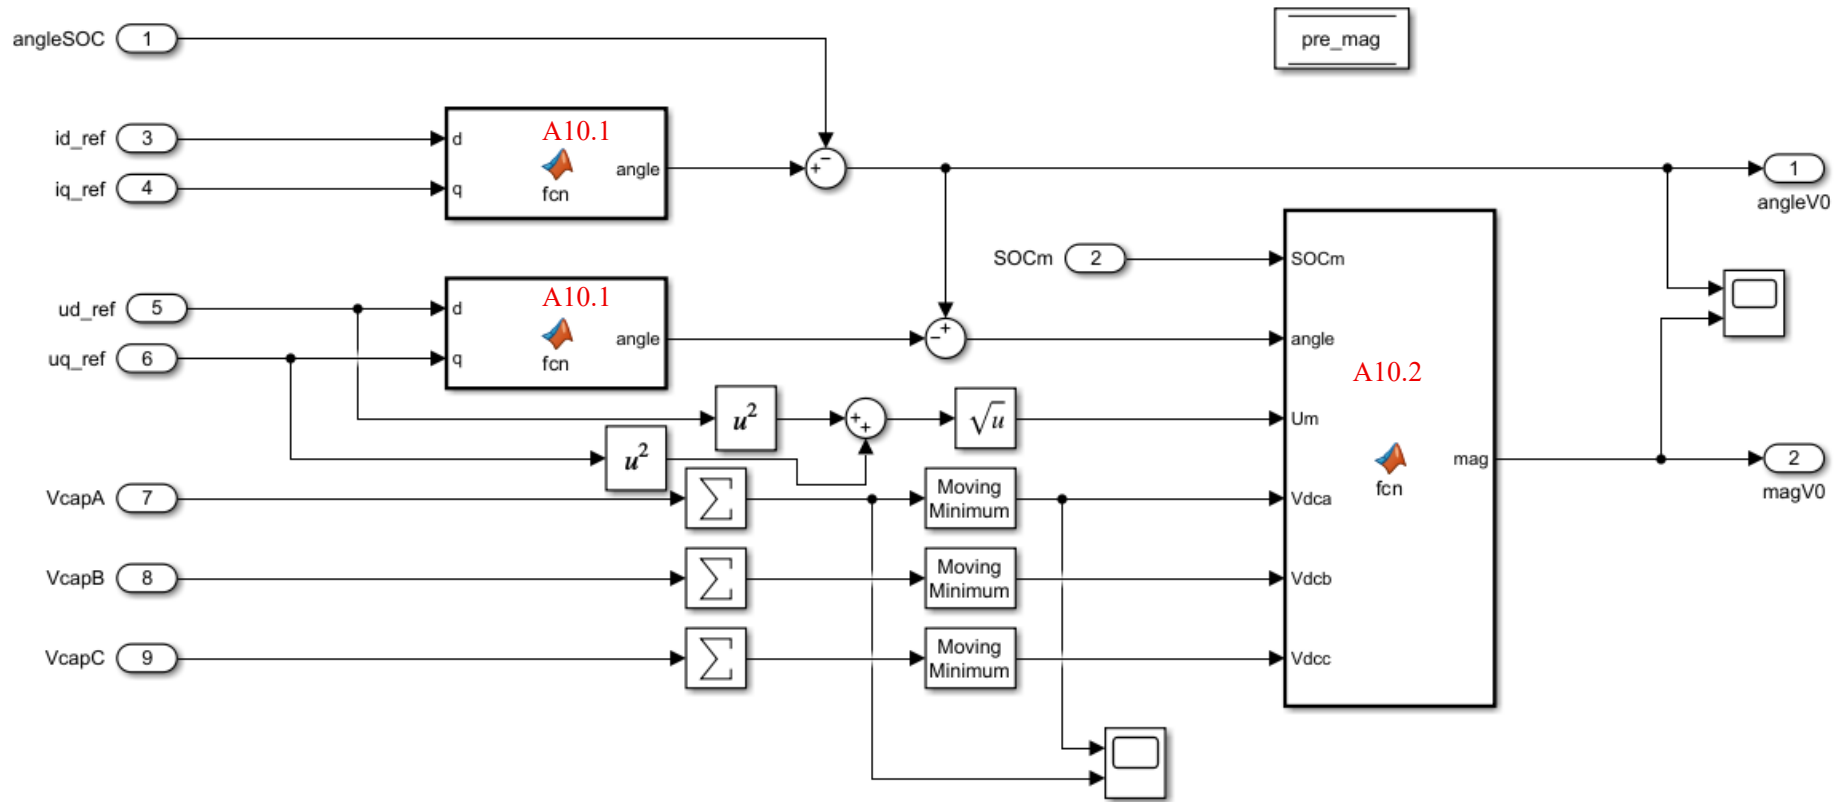 angleSOC 1
pre_mag
id_ref 3
d
A10.1
angle
iq_ref 4
q
fcn
+
−
1
angleV0
SOCm 2
SOCm
ud_ref 5
d
A10.1
angle
uq_ref 6
q
fcn
−
+
angle
A10.2
u²
+
+
√u
Um
u²
fcn
mag
2
magV0
VcapA 7
∑
Moving
Minimum
Vdca
VcapB 8
∑
Moving
Minimum
Vdcb
VcapC 9
∑
Moving
Minimum
Vdcc